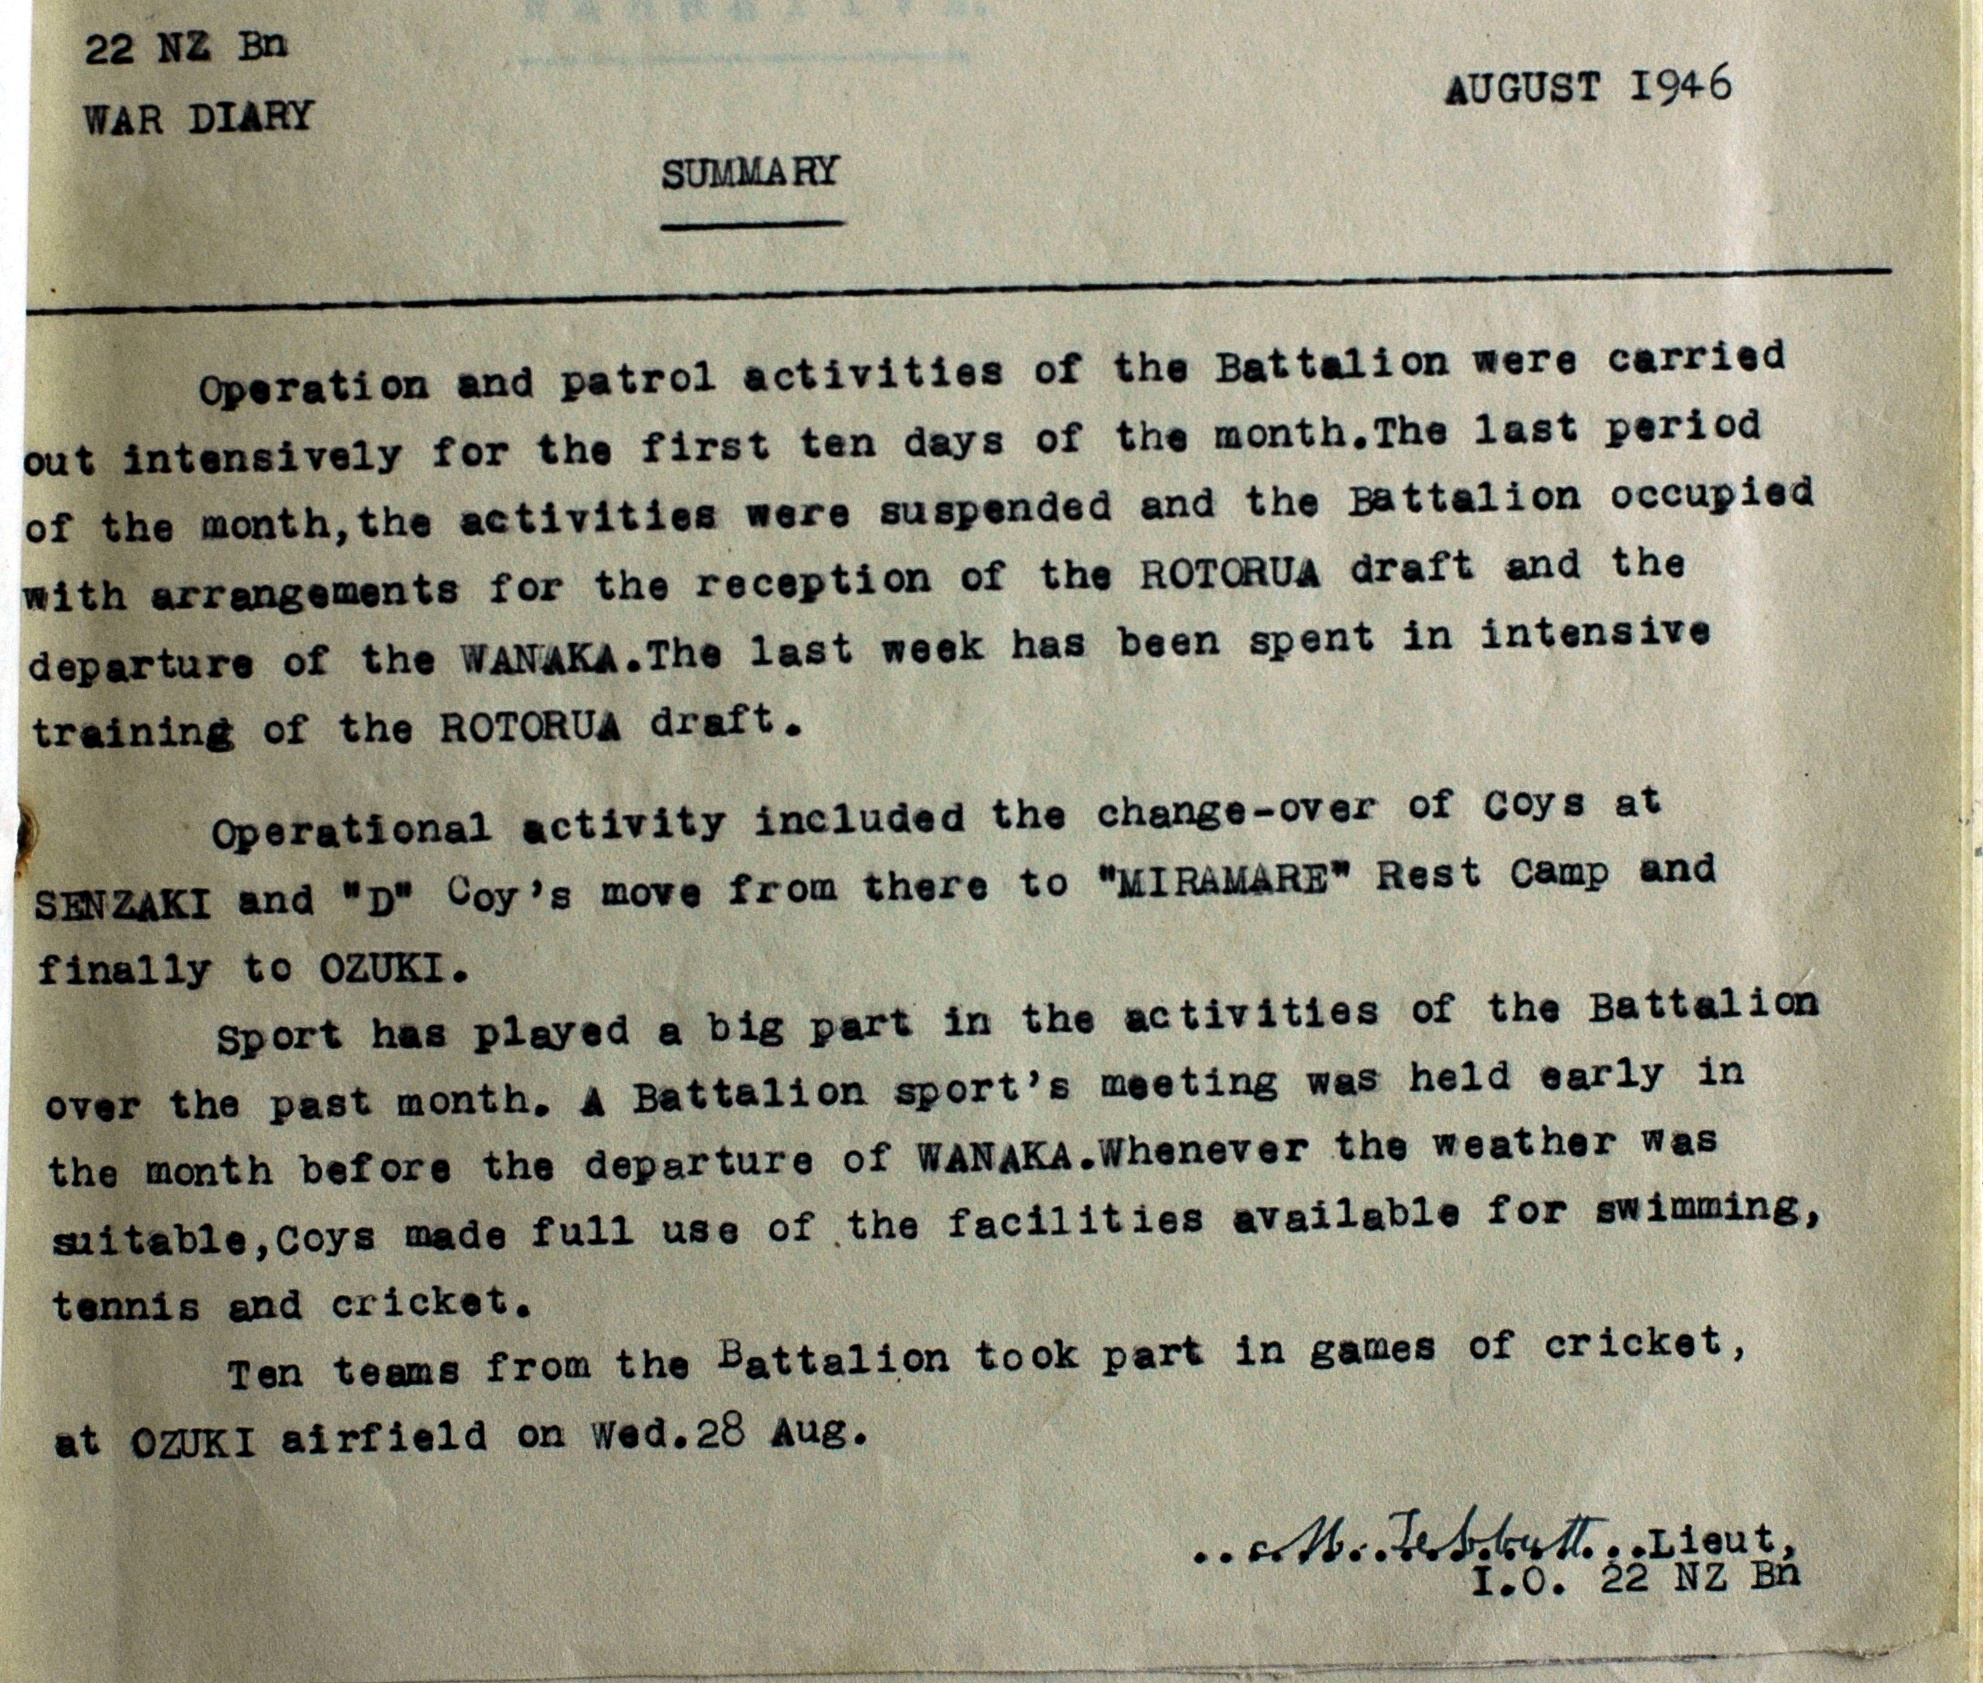 22 NZ Bn
AUGUST 1946
WAR DIARY
SUMMARY
Operation and patrol activities of the Battalion were carried
out intensively for the first ten days of the month.The last period
of the month,the activities were suspended and the Battalion occupied
with arrangements for the reception of the ROTORUA draft and the
departure of the WANAKA.The last week has been spent in intensive
training of the ROTORUA draft.
Operational activity included the change-over of Coys at
SENZAKI and "D" Coy's move from there to "MIRAMARE" Rest Camp and
finally to OZUKI.
Sport has played a big part in the activities of the Battalion
over the past month. A Battalion sport's meeting was held early in
the month before the departure of WANAKA.Whenever the weather was
suitable,Coys made full use of the facilities available for swimming,
tennis and cricket.
Ten teams from the Battalion took part in games of cricket,
at OZUKI airfield on Wed.28 Aug.
Tebbutt...Lieut,
I.O. 22 NZ Bn